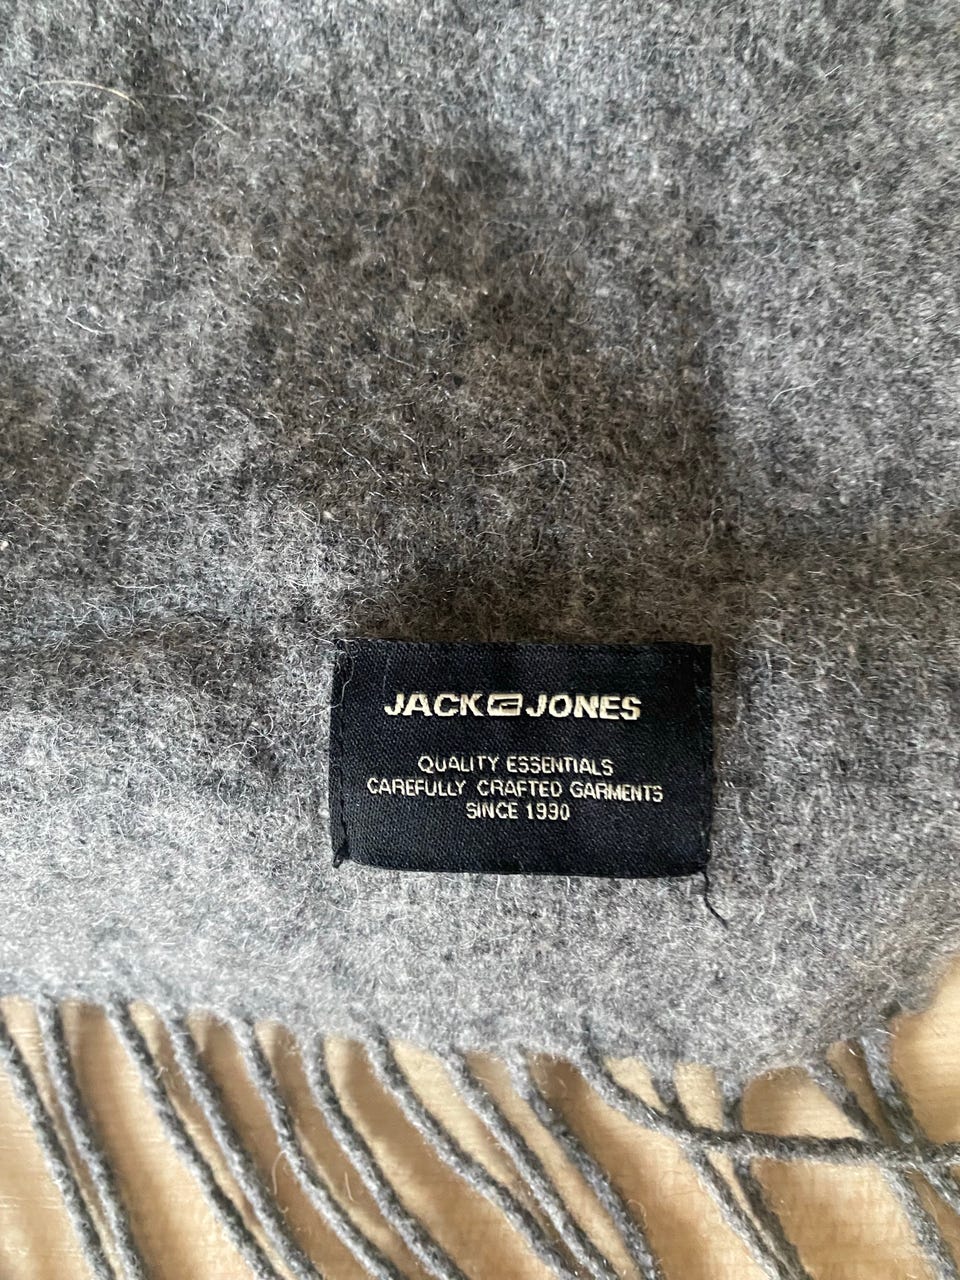 JACK JONES
QUALITY ESSENTIALS
CAREFULLY CRAFTED GARMENTS
SINCE 1990